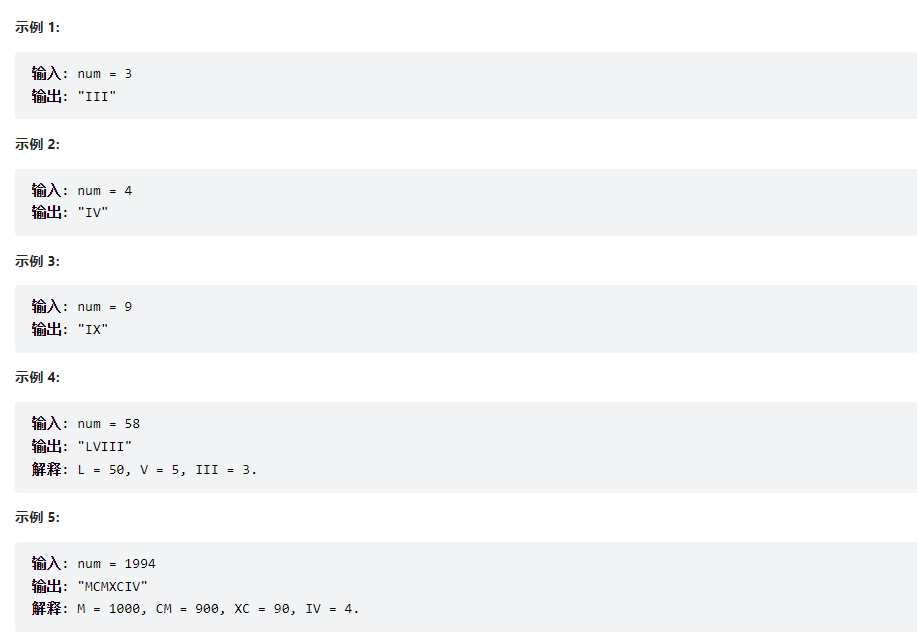 示例 1:
输入: num = 3
输出: "III"
示例 2:
输入: num = 4
输出: "IV"
示例 3:
输入: num = 9
输出: "IX"
示例 4:
输入: num = 58
输出: "LVIII"
解释: L = 50, V = 5, III = 3.
示例 5:
输入: num = 1994
输出: "MCMXCIV"
解释: M = 1000, CM = 900, XC = 90, IV = 4.